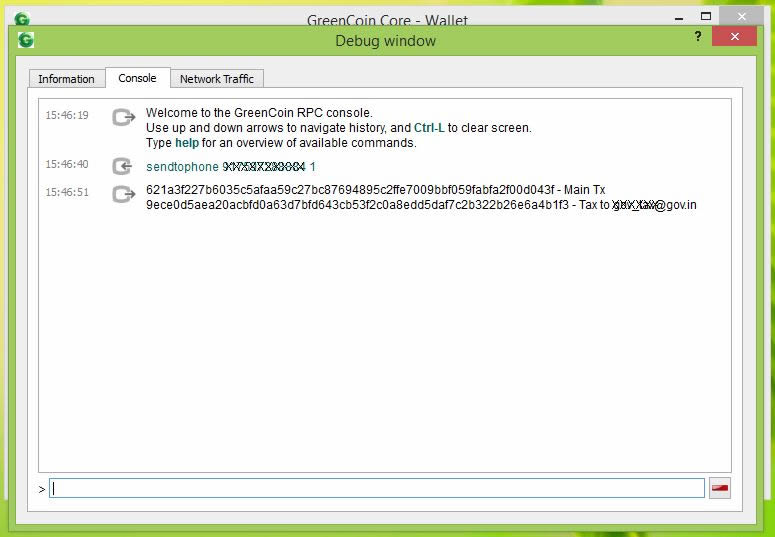 GreenCoin Core - Wallet
Debug window
?
Information Console Network Traffic
15:46:19 Welcome to the GreenCoin RPC console.
Use up and down arrows to navigate history, and Ctrl-L to clear screen.
Type help for an overview of available commands.
15:46:40 sendtophone 1
15:46:51 621a3f227b6035c5afaa59c27bc87694895c2ffe7009bbf059fabfa2f00d043f - Main Tx
9ece0d5aea20acbfd0a63d7bfd643cb53f2c0a8edd5daf7c2b322b26e6a4b1f3 - Tax to @gov.in
>